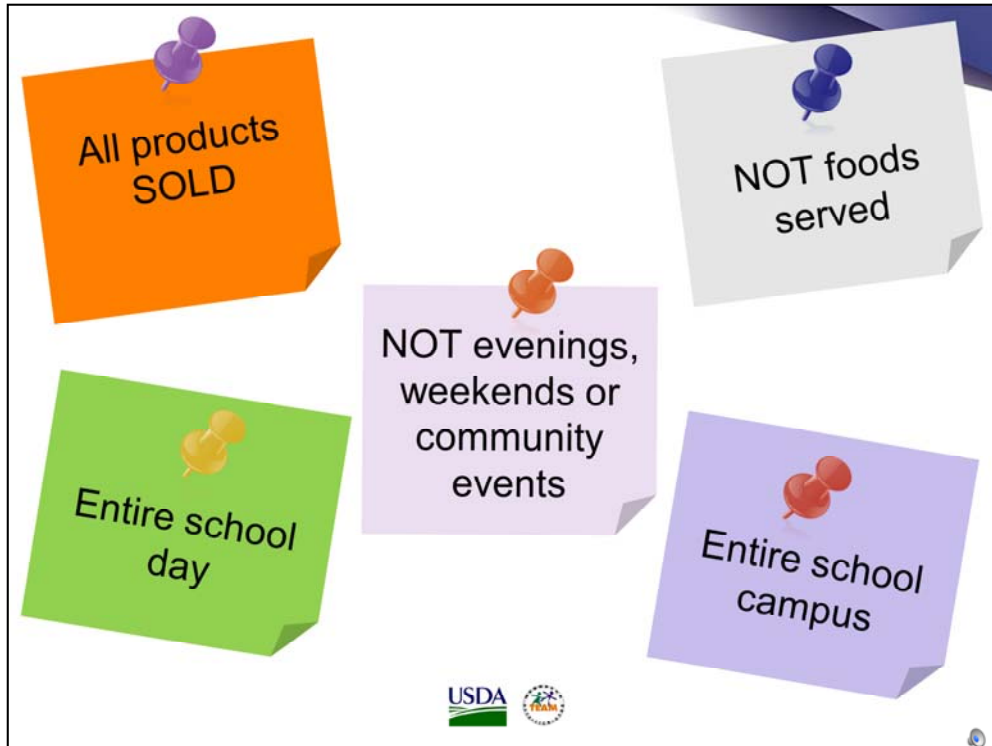 All products
SOLD
NOT foods
served
NOT evenings,
weekends or
community
events
Entire school
day
Entire school
campus
USDA
TEAM